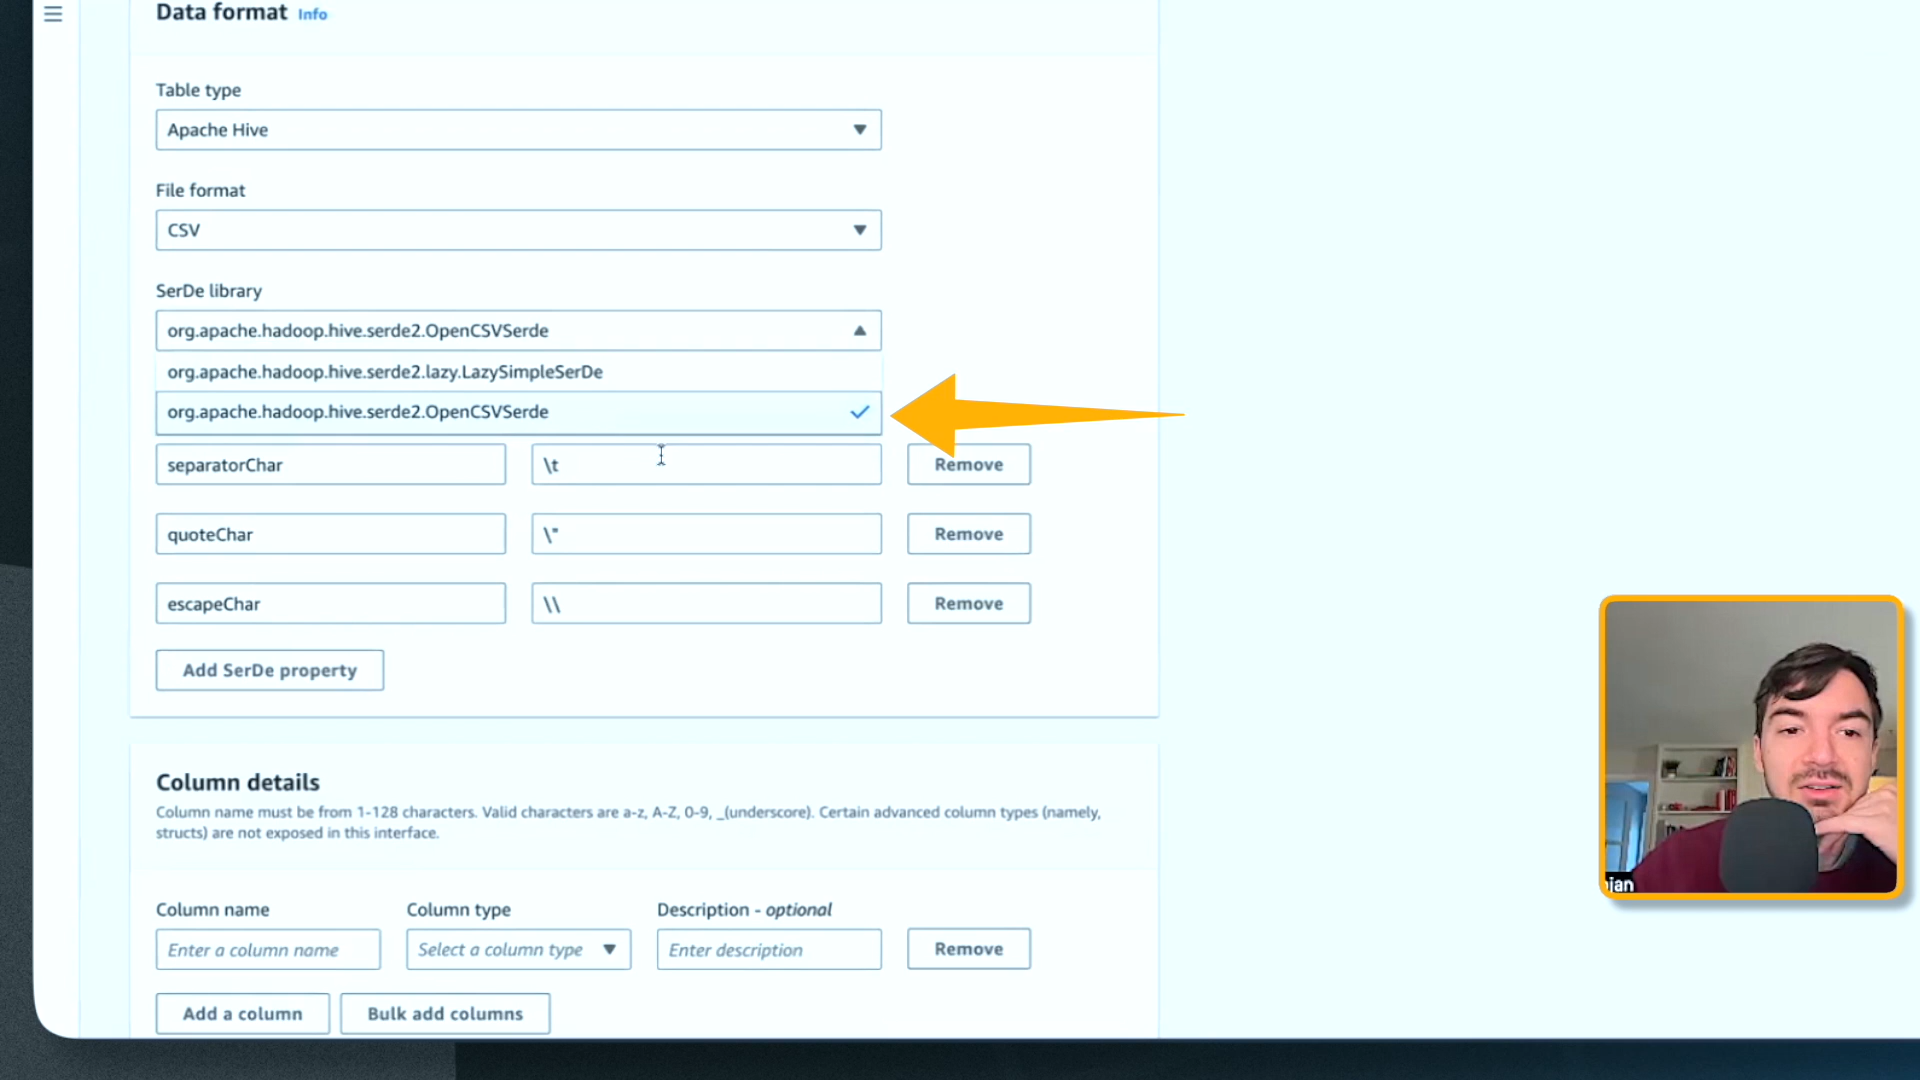 Data format Info
Table type
Apache Hive
File format
CSV
SerDe library
org.apache.hadoop.hive.serde2.OpenCSVSerde
org.apache.hadoop.hive.serde2.lazy.LazySimpleSerDe
org.apache.hadoop.hive.serde2.OpenCSVSerde
separatorChar \t Remove
quoteChar \" Remove
escapeChar \\ Remove
Add SerDe property
Column details
Column name must be from 1-128 characters. Valid characters are a-z, A-Z, 0-9, _(underscore). Certain advanced column types (namely,
structs) are not exposed in this interface.
Column name Column type Description - optional
Enter a column name Select a column type Enter description Remove
Add a column Bulk add columns